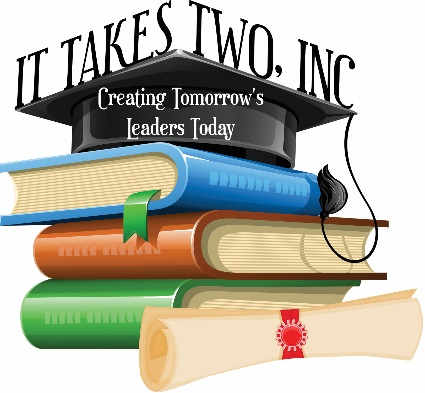 IT TAKES TWO, INC
Creating Tomorrow's
Leaders Today